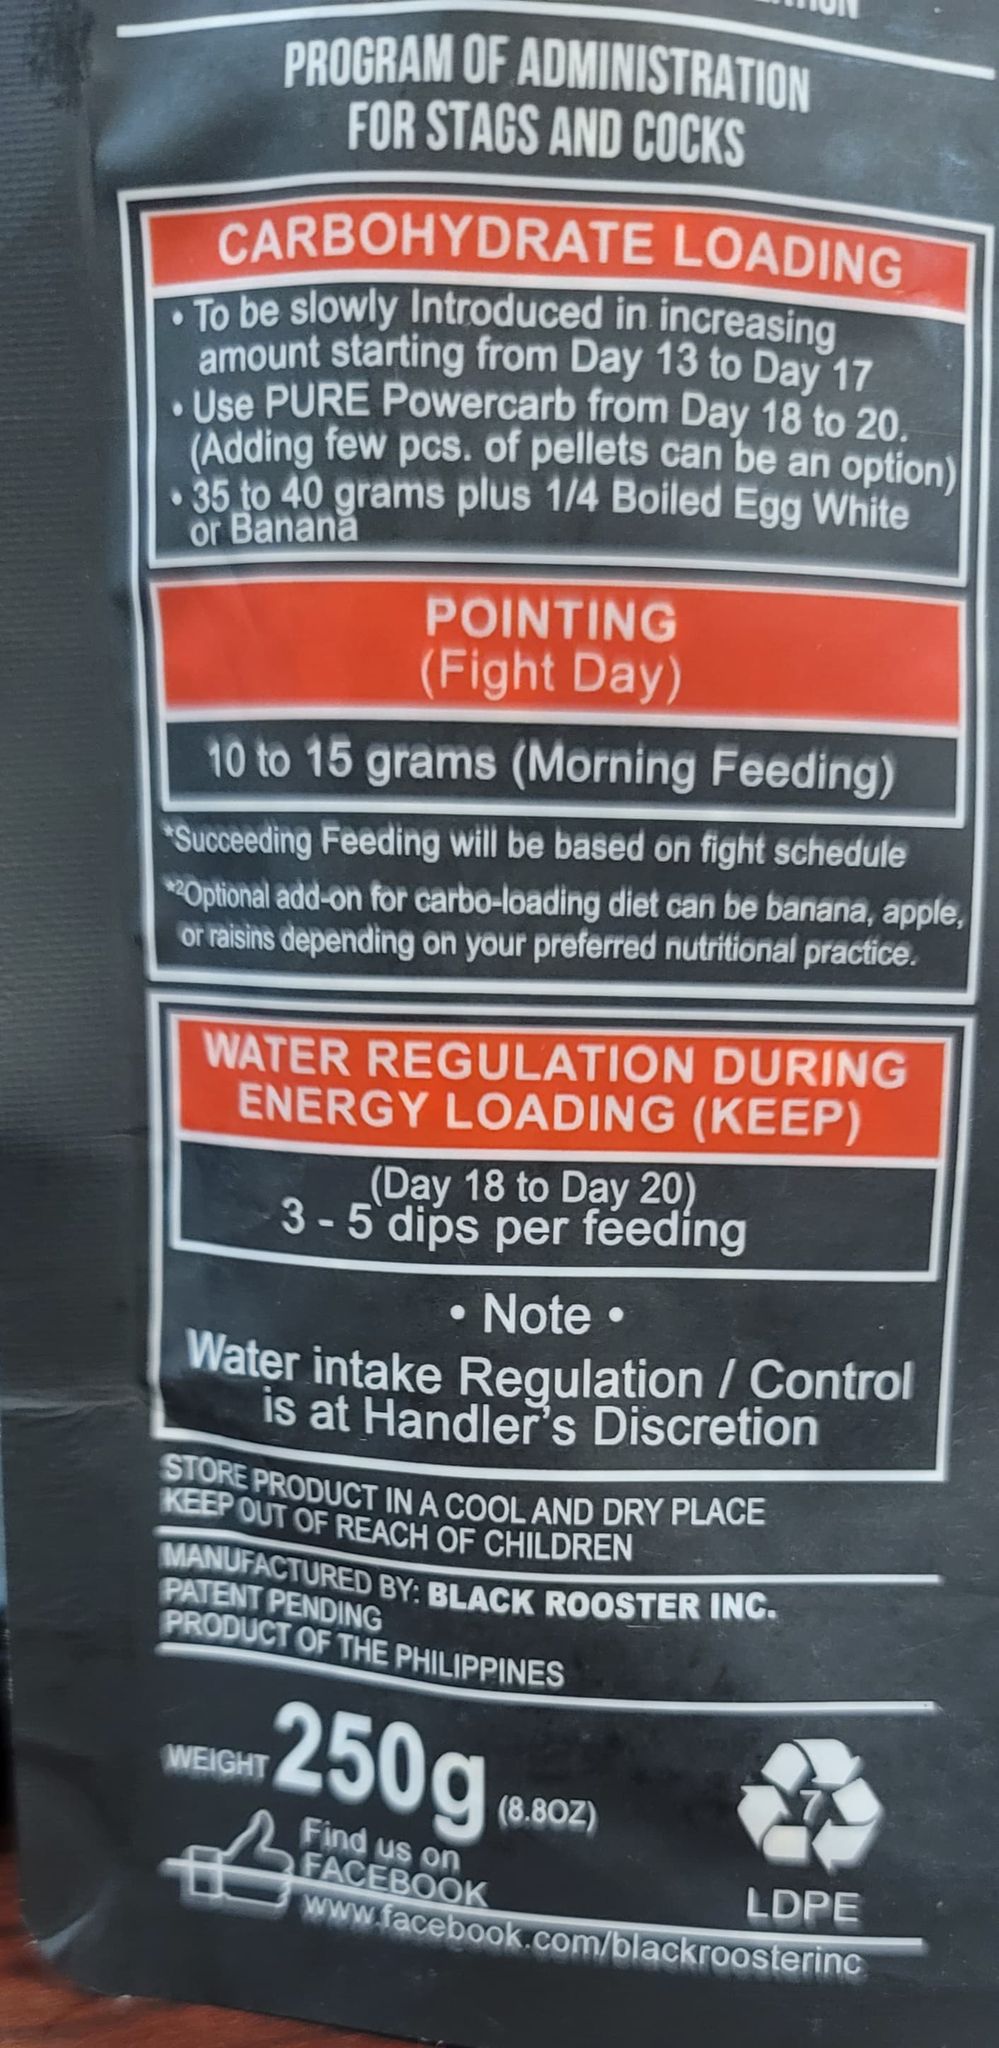 PROGRAM OF ADMINISTRATION
FOR STAGS AND COCKS
CARBOHYDRATE LOADING
• To be slowly Introduced in increasing
amount starting from Day 13 to Day 17
• Use PURE Powercarb from Day 18 to 20.
(Adding few pcs. of pellets can be an option)
• 35 to 40 grams plus 1/4 Boiled Egg White
or Banana
POINTING
(Fight Day)
10 to 15 grams (Morning Feeding)
*Succeeding Feeding will be based on fight schedule
*²Optional add-on for carbo-loading diet can be banana, apple,
or raisins depending on your preferred nutritional practice.
WATER REGULATION DURING
ENERGY LOADING (KEEP)
(Day 18 to Day 20)
3 - 5 dips per feeding
• Note •
Water intake Regulation / Control
is at Handler's Discretion
STORE PRODUCT IN A COOL AND DRY PLACE
KEEP OUT OF REACH OF CHILDREN
MANUFACTURED BY: BLACK ROOSTER INC.
PATENT PENDING
PRODUCT OF THE PHILIPPINES
WEIGHT 250g (8.8OZ)
Find us on
FACEBOOK
www.facebook.com/blackroosterinc
7
LDPE